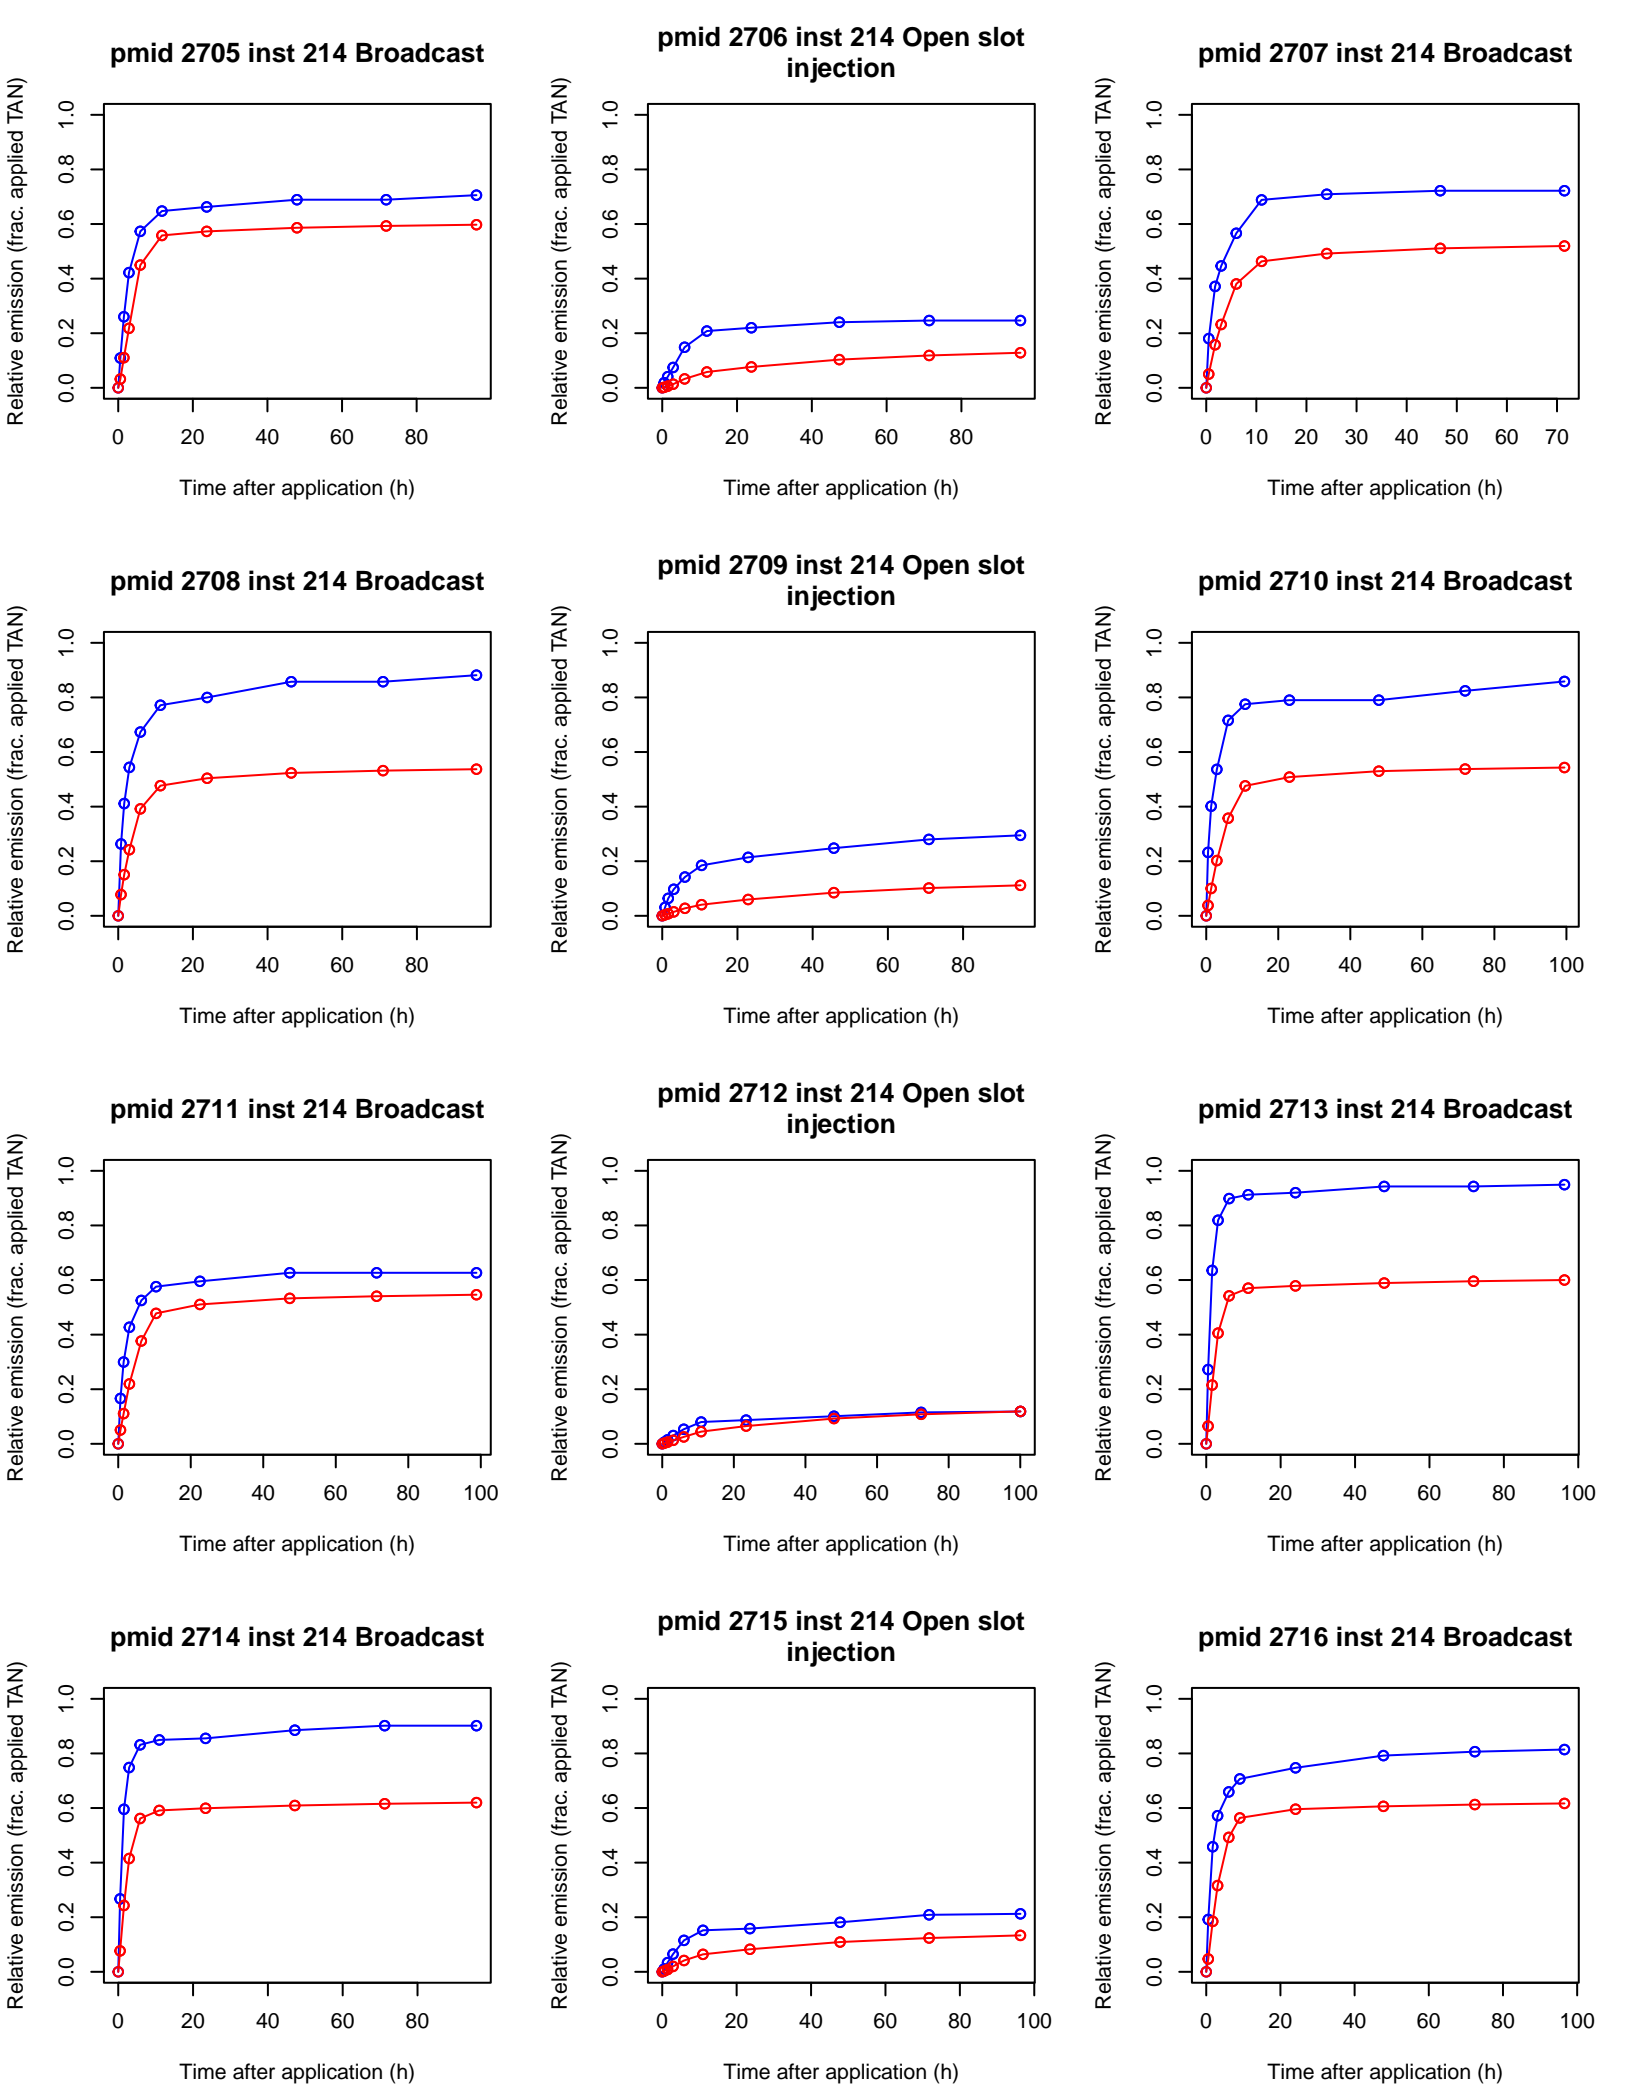 pmid 2705 inst 214 Broadcast
Relative emission (frac. applied TAN)
0.0 0.2 0.4 0.6 0.8 1.0
0 20 40 60 80
Time after application (h)
pmid 2706 inst 214 Open slot
injection
Relative emission (frac. applied TAN)
0.0 0.2 0.4 0.6 0.8 1.0
0 20 40 60 80
Time after application (h)
pmid 2707 inst 214 Broadcast
Relative emission (frac. applied TAN)
0.0 0.2 0.4 0.6 0.8 1.0
0 10 20 30 40 50 60 70
Time after application (h)
pmid 2708 inst 214 Broadcast
Relative emission (frac. applied TAN)
0.0 0.2 0.4 0.6 0.8 1.0
0 20 40 60 80
Time after application (h)
pmid 2709 inst 214 Open slot
injection
Relative emission (frac. applied TAN)
0.0 0.2 0.4 0.6 0.8 1.0
0 20 40 60 80
Time after application (h)
pmid 2710 inst 214 Broadcast
Relative emission (frac. applied TAN)
0.0 0.2 0.4 0.6 0.8 1.0
0 20 40 60 80 100
Time after application (h)
pmid 2711 inst 214 Broadcast
Relative emission (frac. applied TAN)
0.0 0.2 0.4 0.6 0.8 1.0
0 20 40 60 80 100
Time after application (h)
pmid 2712 inst 214 Open slot
injection
Relative emission (frac. applied TAN)
0.0 0.2 0.4 0.6 0.8 1.0
0 20 40 60 80 100
Time after application (h)
pmid 2713 inst 214 Broadcast
Relative emission (frac. applied TAN)
0.0 0.2 0.4 0.6 0.8 1.0
0 20 40 60 80 100
Time after application (h)
pmid 2714 inst 214 Broadcast
Relative emission (frac. applied TAN)
0.0 0.2 0.4 0.6 0.8 1.0
0 20 40 60 80
Time after application (h)
pmid 2715 inst 214 Open slot
injection
Relative emission (frac. applied TAN)
0.0 0.2 0.4 0.6 0.8 1.0
0 20 40 60 80 100
Time after application (h)
pmid 2716 inst 214 Broadcast
Relative emission (frac. applied TAN)
0.0 0.2 0.4 0.6 0.8 1.0
0 20 40 60 80 100
Time after application (h)